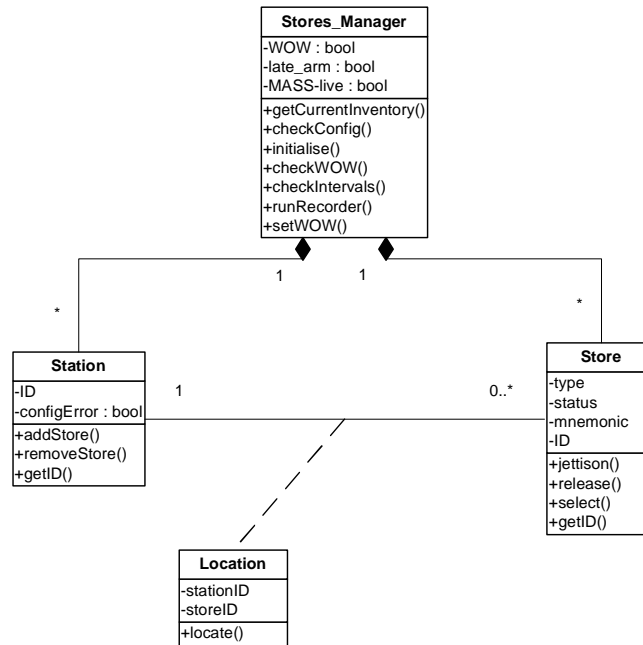 Stores_Manager
-WOW : bool
-late_arm : bool
-MASS-live : bool
+getCurrentInventory()
+checkConfig()
+initialise()
+checkWOW()
+checkIntervals()
+runRecorder()
+setWOW()
1
1
*
*
Station
-ID
-configError : bool
+addStore()
+removeStore()
+getID()
1
0..*
Store
-type
-status
-mnemonic
-ID
+jettison()
+release()
+select()
+getID()
Location
-stationID
-storeID
+locate()